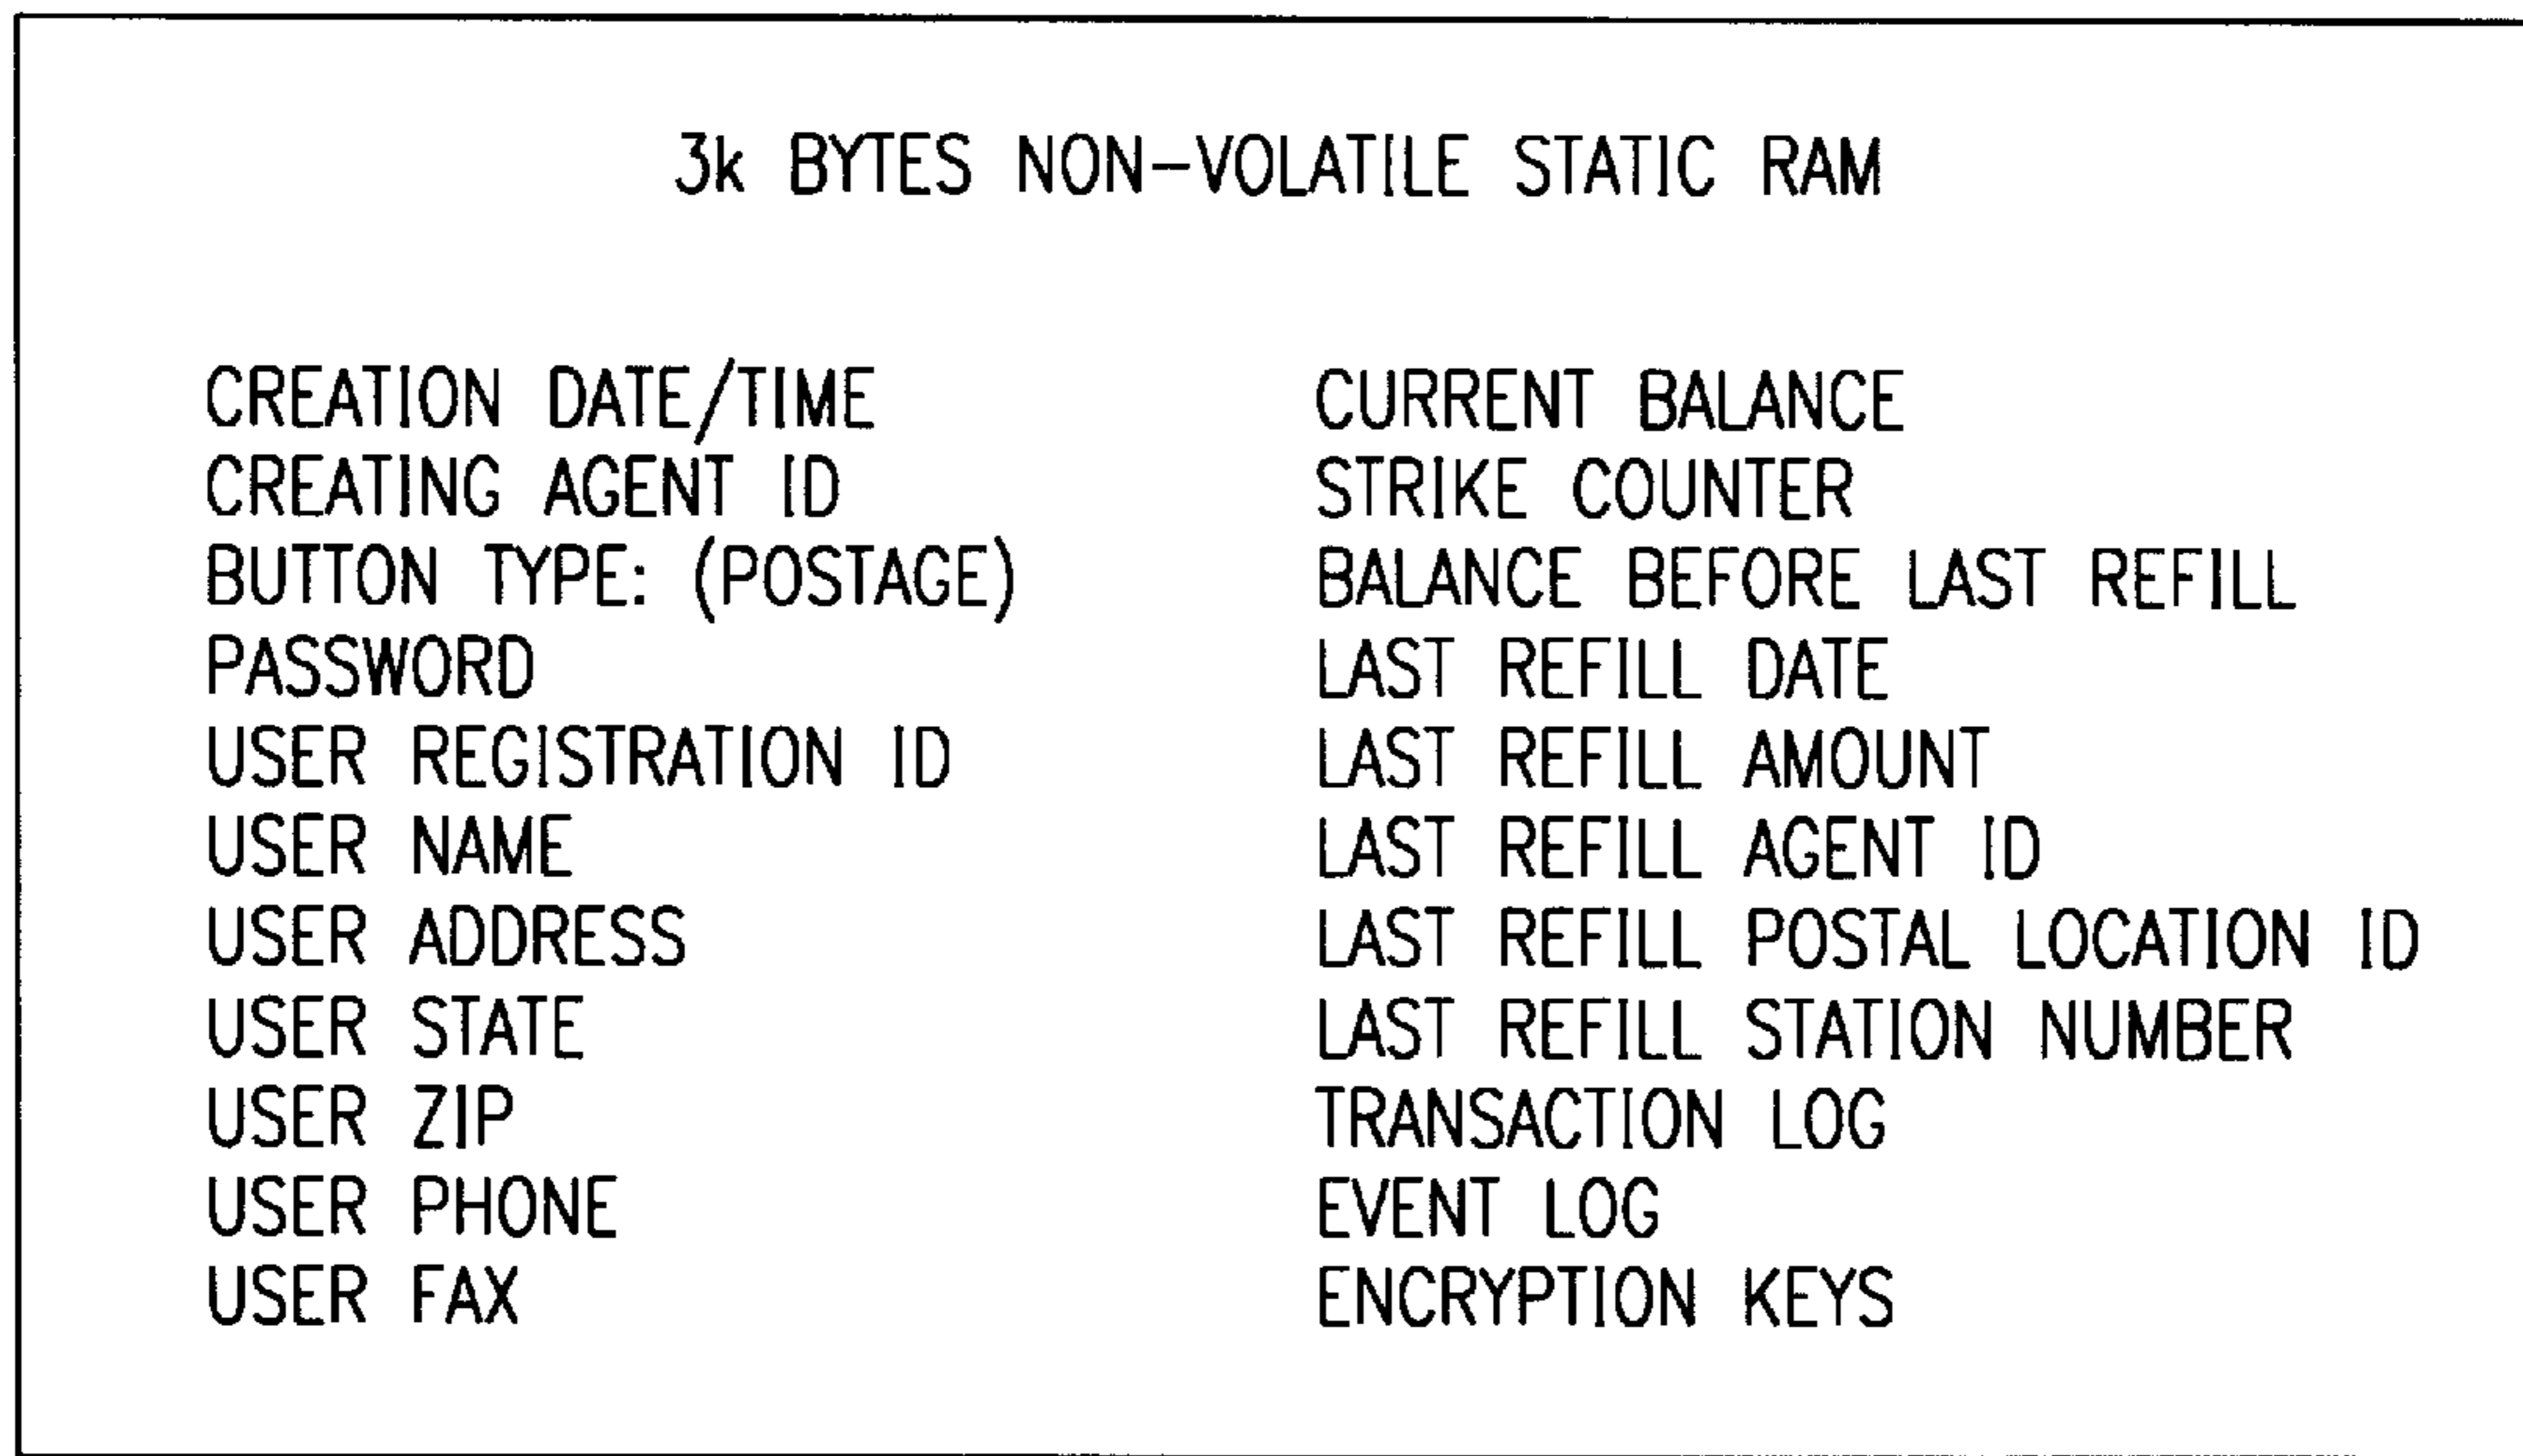 3k BYTES NON-VOLATILE STATIC RAM
CREATION DATE/TIME
CREATING AGENT ID
BUTTON TYPE: (POSTAGE)
PASSWORD
USER REGISTRATION ID
USER NAME
USER ADDRESS
USER STATE
USER ZIP
USER PHONE
USER FAX
CURRENT BALANCE
STRIKE COUNTER
BALANCE BEFORE LAST REFILL
LAST REFILL DATE
LAST REFILL AMOUNT
LAST REFILL AGENT ID
LAST REFILL POSTAL LOCATION ID
LAST REFILL STATION NUMBER
TRANSACTION LOG
EVENT LOG
ENCRYPTION KEYS